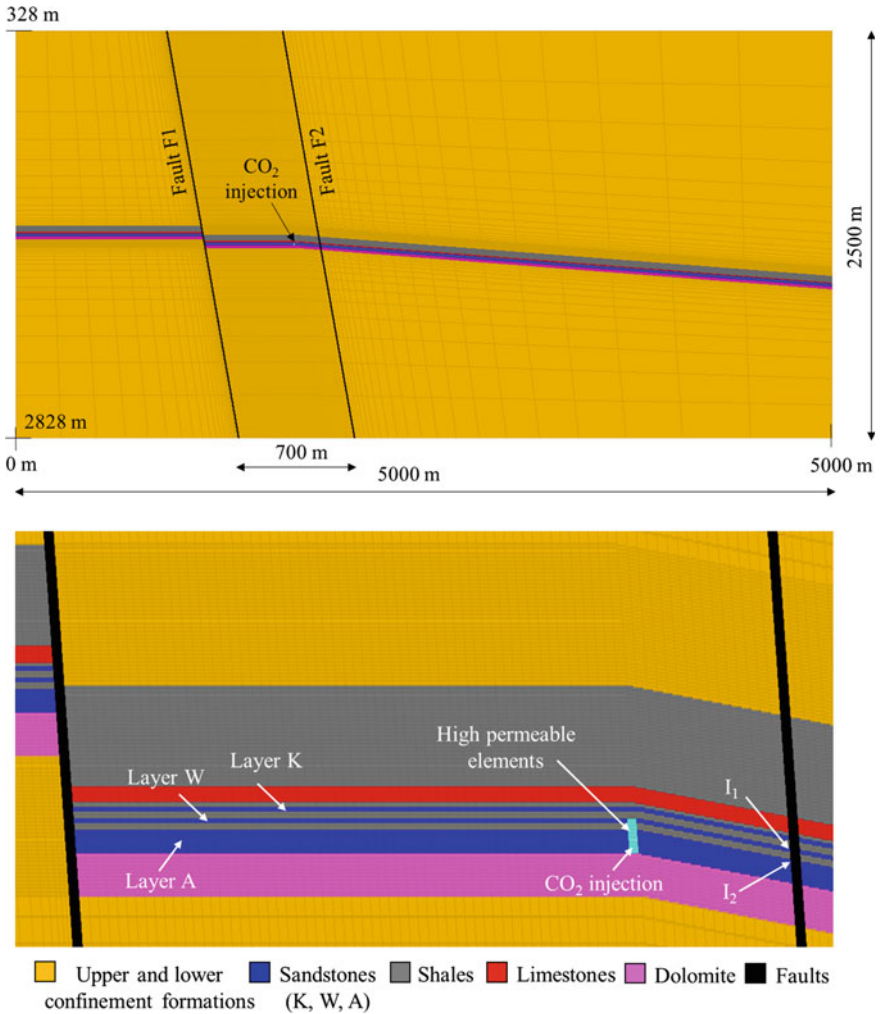 328 m
Fault F1
Fault F2
CO₂
injection
2500 m
2828 m
0 m
700 m
5000 m
5000 m
High permeable
elements
Layer K
Layer W
I₁
Layer A
CO₂ injection
I₂
Upper and lower
confinement formations
Sandstones
(K, W, A)
Shales
Limestones
Dolomite
Faults